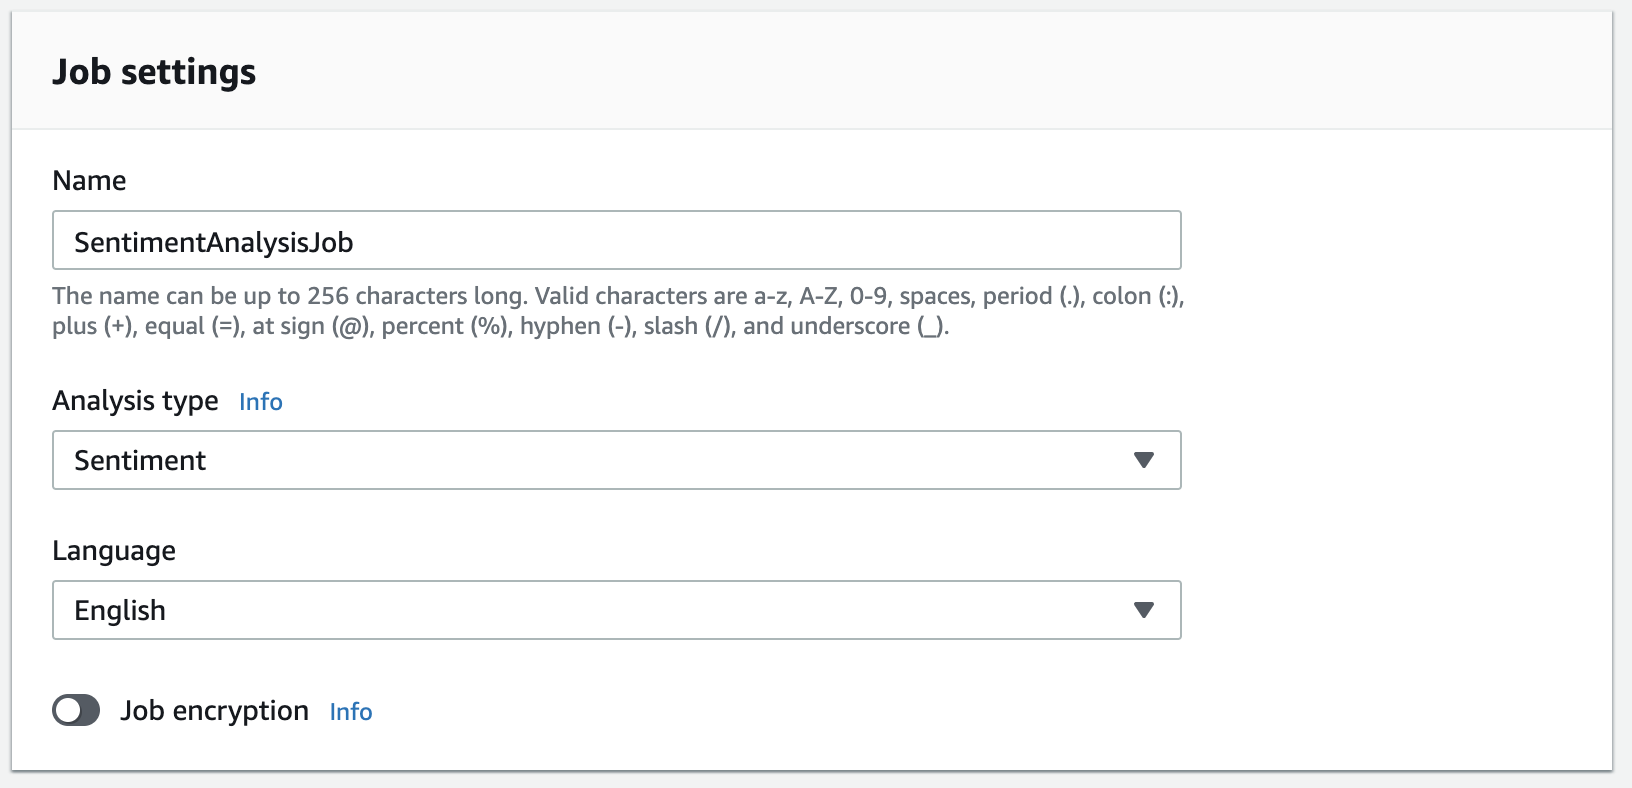 Job settings
Name
SentimentAnalysisJob
The name can be up to 256 characters long. Valid characters are a-z, A-Z, 0-9, spaces, period (.), colon (:),
plus (+), equal (=), at sign (@), percent (%), hyphen (-), slash (/), and underscore (_).
Analysis type Info
Sentiment
Language
English
Job encryption Info